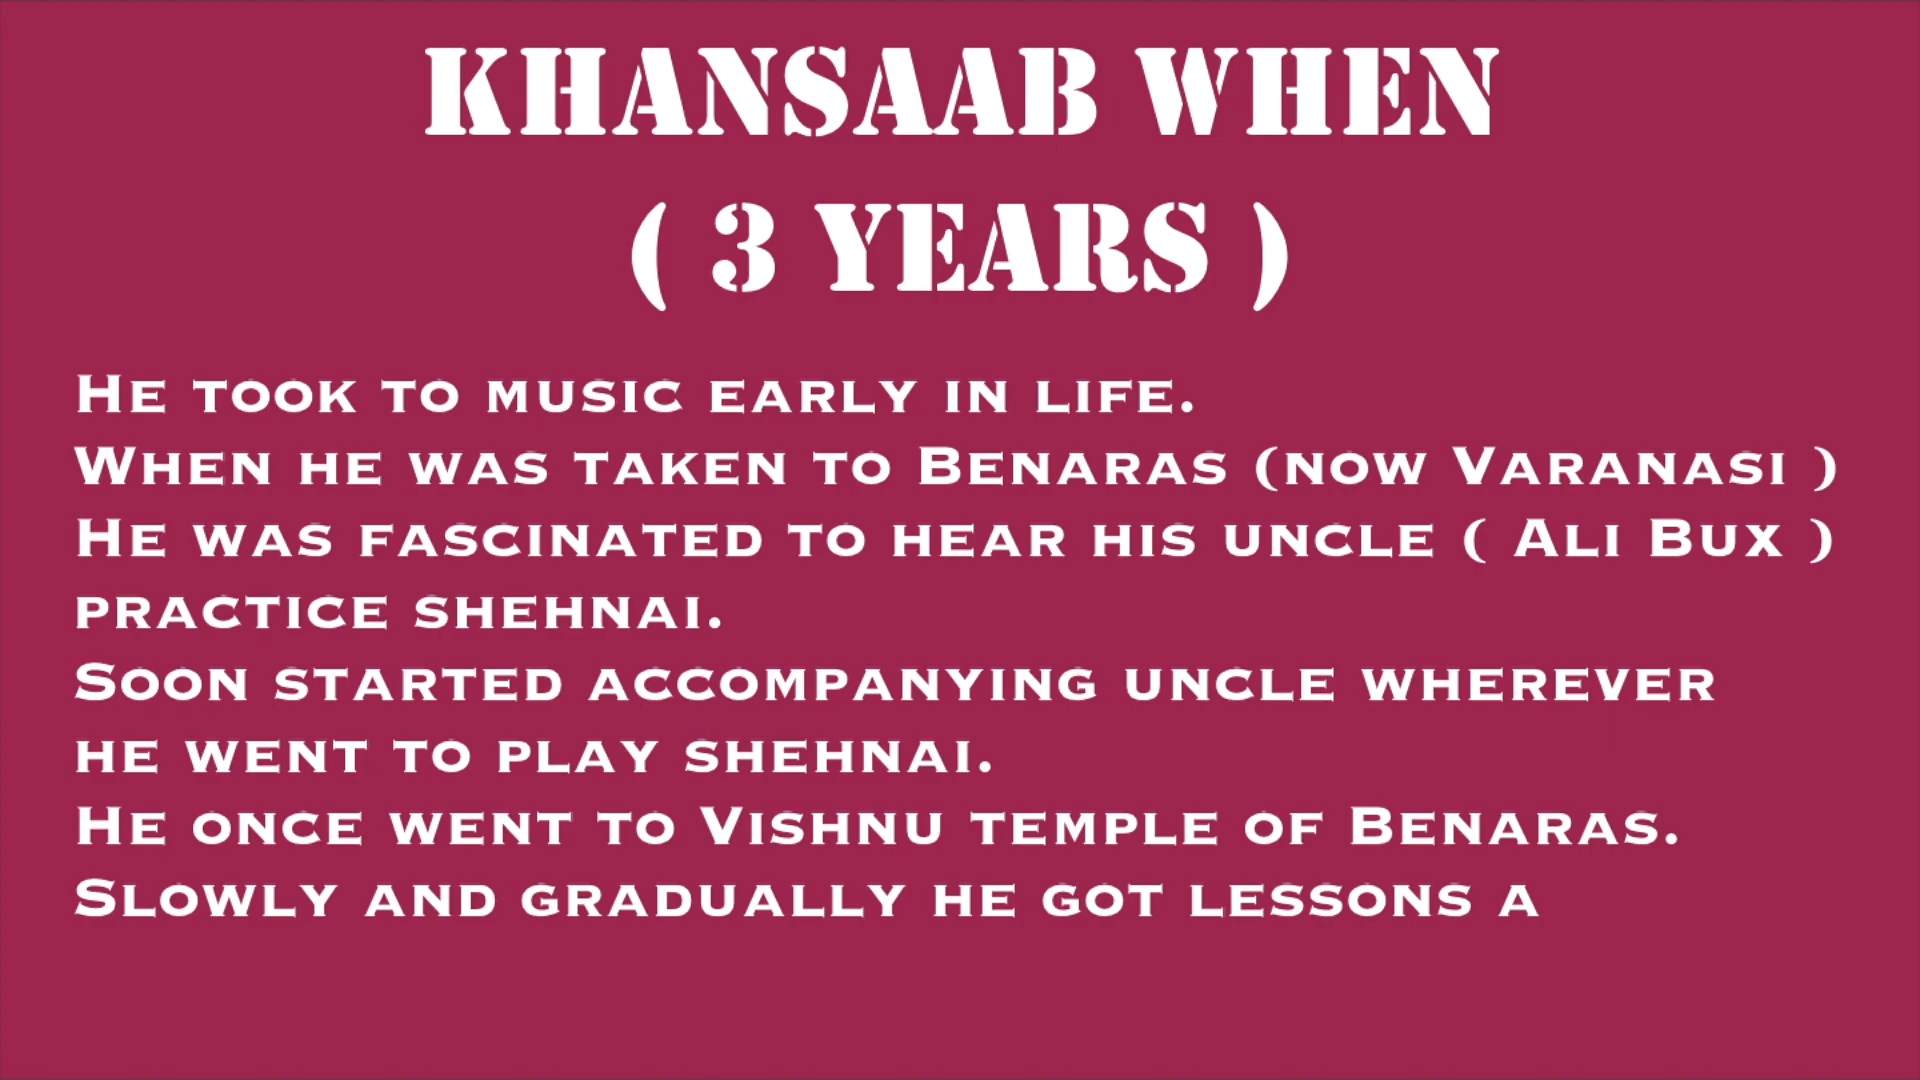 KHANSAAB WHEN
( 3 YEARS )
He took to music early in life.
When he was taken to Benaras (now Varanasi )
He was fascinated to hear his uncle ( Ali Bux )
practice shehnai.
Soon started accompanying uncle wherever
he went to play shehnai.
He once went to Vishnu temple of Benaras.
Slowly and gradually he got lessons a